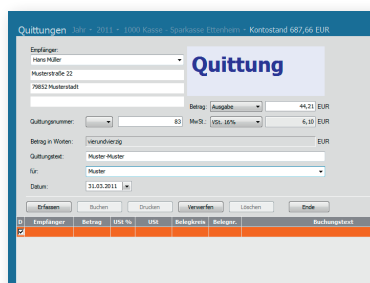 Quittungen Jahr - 2011 - 1000 Kasse - Sparkasse Ettenheim - Kontostand 687,66 EUR
Empfänger:
Hans Müller
Musterstraße 22
79852 Musterstadt
Quittung
Betrag: Ausgabe 44,21 EUR
Quittungsnummer: 83 MwSt.: VSt. 16% 6,10 EUR
Betrag in Worten: vierundvierzig EUR
Quittungstext: Muster-Muster
für: Muster
Datum: 31.03.2011
Erfassen Buchen Drucken Verwerfen Löschen Ende
D Empfänger Betrag USt % USt Belegkreis Belegnr. Buchungstext